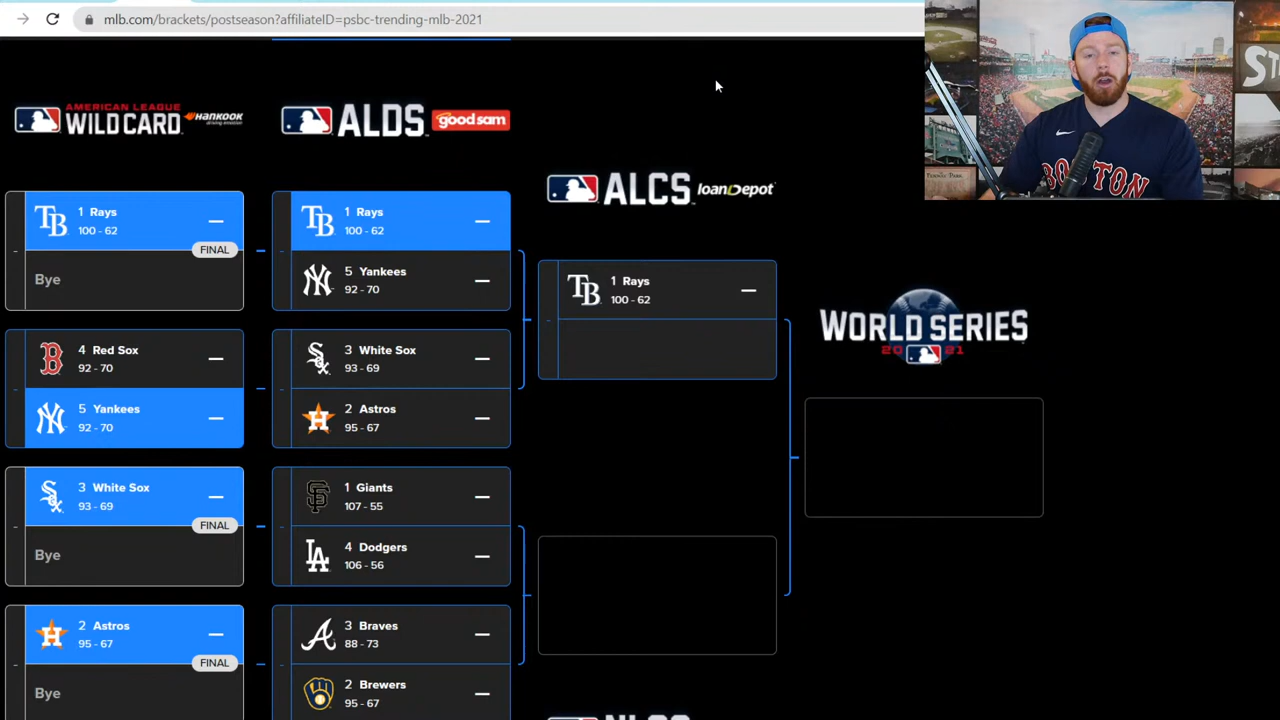 mlb.com/brackets/postseason?affiliateID=psbc-trending-mlb-2021
AMERICAN LEAGUE
WILD CARD
HANKOOK
driving emotion
ALDS
good sam
ALCS
loanDepot
BOSTON
1 Rays
100 - 62
FINAL
Bye
4 Red Sox
92 - 70
5 Yankees
92 - 70
3 White Sox
93 - 69
FINAL
Bye
2 Astros
95 - 67
FINAL
Bye
1 Rays
100 - 62
5 Yankees
92 - 70
3 White Sox
93 - 69
2 Astros
95 - 67
1 Giants
107 - 55
4 Dodgers
106 - 56
3 Braves
88 - 73
2 Brewers
95 - 67
1 Rays
100 - 62
WORLD SERIES
2021